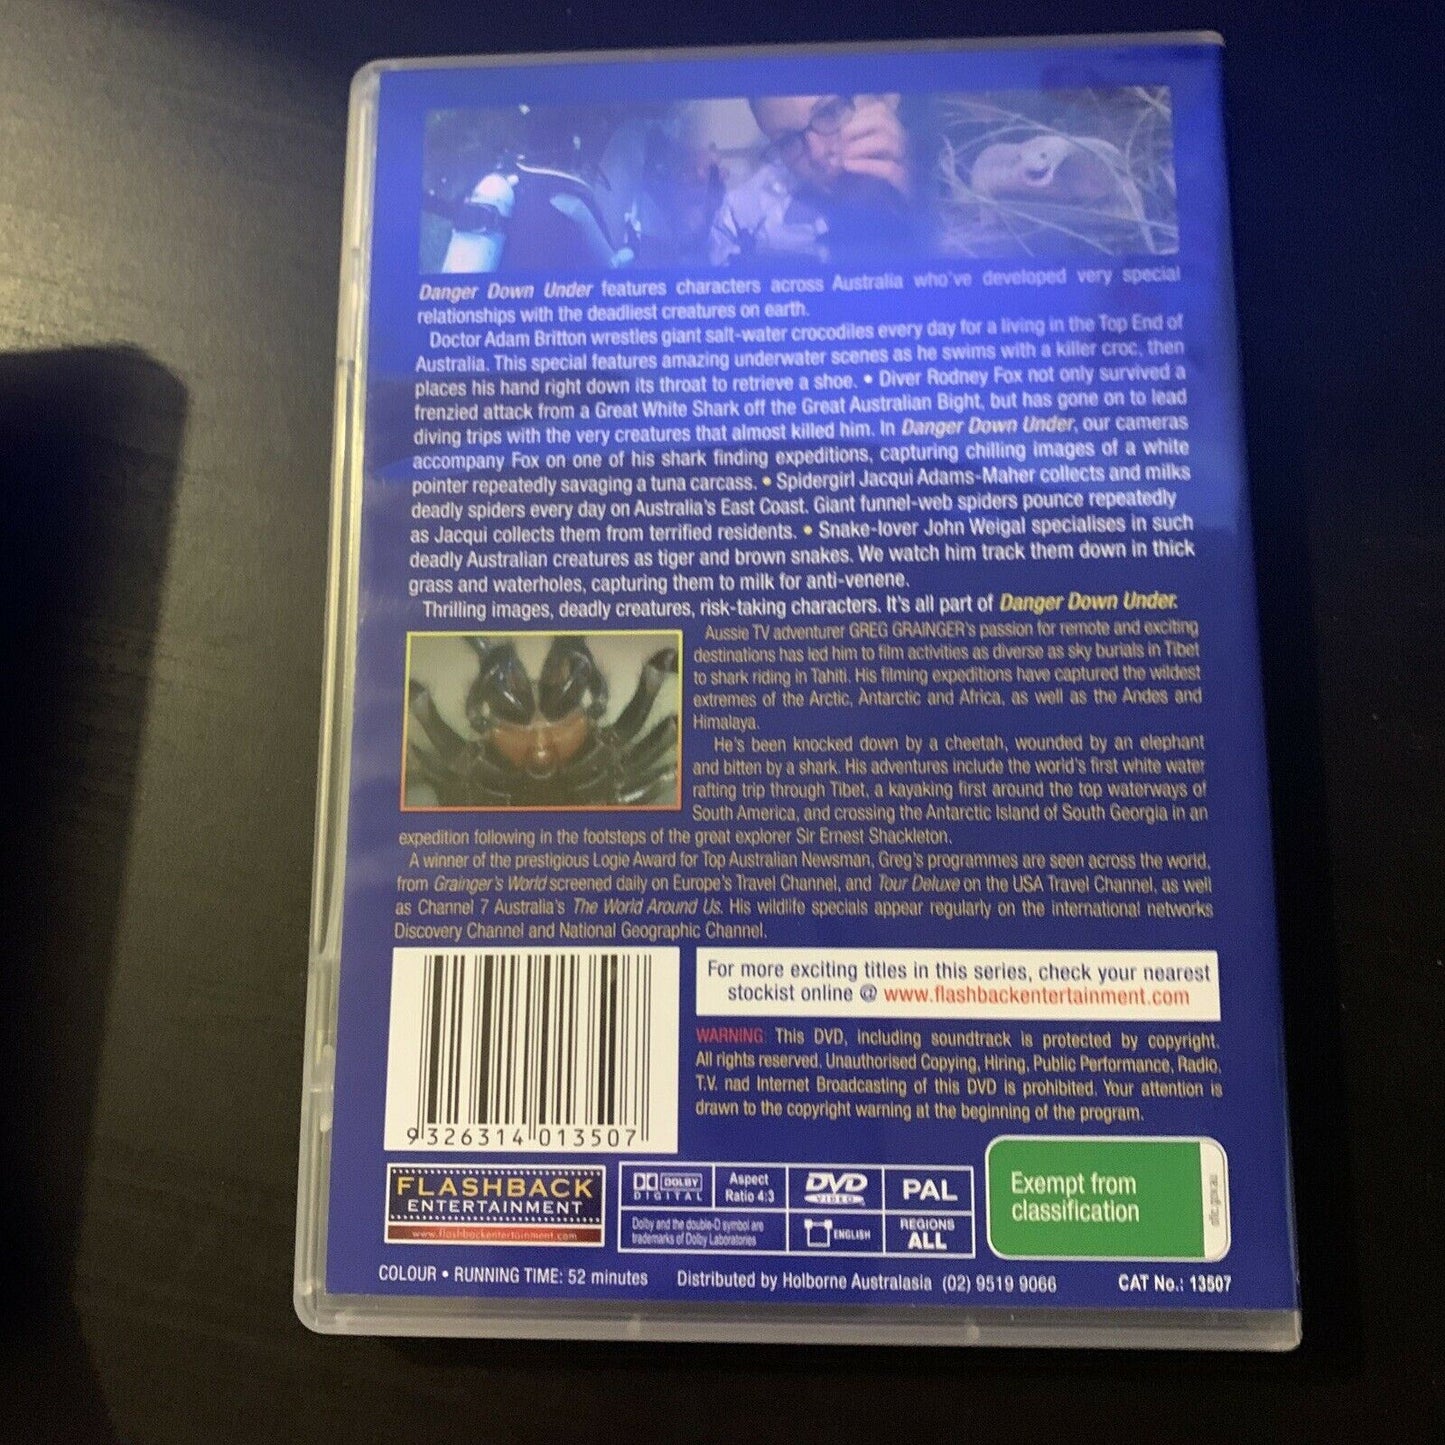 Danger Down Under features characters across Australia who've developed very special
relationships with the deadliest creatures on earth.
Doctor Adam Britton wrestles giant salt-water crocodiles every day for a living in the Top End of
Australia. This special features amazing underwater scenes as he swims with a killer croc, then
places his hand right down its throat to retrieve a shoe. • Diver Rodney Fox not only survived a
frenzied attack from a Great White Shark off the Great Australian Bight, but has gone on to lead
diving trips with the very creatures that almost killed him. In Danger Down Under, our cameras
accompany Fox on one of his shark finding expeditions, capturing chilling images of a white
pointer repeatedly savaging a tuna carcass. • Spidergirl Jacqui Adams-Maher collects and milks
deadly spiders every day on Australia's East Coast. Giant funnel-web spiders pounce repeatedly
as Jacqui collects them from terrified residents. • Snake-lover John Weigal specialises in such
deadly Australian creatures as tiger and brown snakes. We watch him track them down in thick
grass and waterholes, capturing them to milk for anti-venene.
Thrilling images, deadly creatures, risk-taking characters. It's all part of Danger Down Under.
Aussie TV adventurer GREG GRAINGER's passion for remote and exciting
destinations has led him to film activities as diverse as sky burials in Tibet
to shark riding in Tahiti. His filming expeditions have captured the wildest
extremes of the Arctic, Antarctic and Africa, as well as the Andes and
Himalaya.
He's been knocked down by a cheetah, wounded by an elephant
and bitten by a shark. His adventures include the world's first white water
rafting trip through Tibet, a kayaking first around the top waterways of
South America, and crossing the Antarctic Island of South Georgia in an
expedition following in the footsteps of the great explorer Sir Ernest Shackleton.
A winner of the prestigious Logie Award for Top Australian Newsman, Greg's programmes are seen across the world,
from Grainger's World screened daily on Europe's Travel Channel, and Tour Deluxe on the USA Travel Channel, as well
as Channel 7 Australia's The World Around Us. His wildlife specials appear regularly on the international networks
Discovery Channel and National Geographic Channel.
For more exciting titles in this series, check your nearest
stockist online @ www.flashbackentertainment.com
WARNING: This DVD, including soundtrack is protected by copyright.
All rights reserved. Unauthorised Copying, Hiring, Public Performance, Radio,
T.V. nad Internet Broadcasting of this DVD is prohibited. Your attention is
drawn to the copyright warning at the beginning of the program.
9 326314 013507
FLASHBACK
ENTERTAINMENT
www.flashbackentertainment.com
DOLBY
DIGITAL
Aspect
Ratio 4:3
DVD
VIDEO
PAL
Dolby and the double-D symbol are
trademarks of Dolby Laboratories
ENGLISH
REGIONS
ALL
Exempt from
classification
COLOUR • RUNNING TIME: 52 minutes
Distributed by Holborne Australasia (02) 9519 9066
CAT No.: 13507